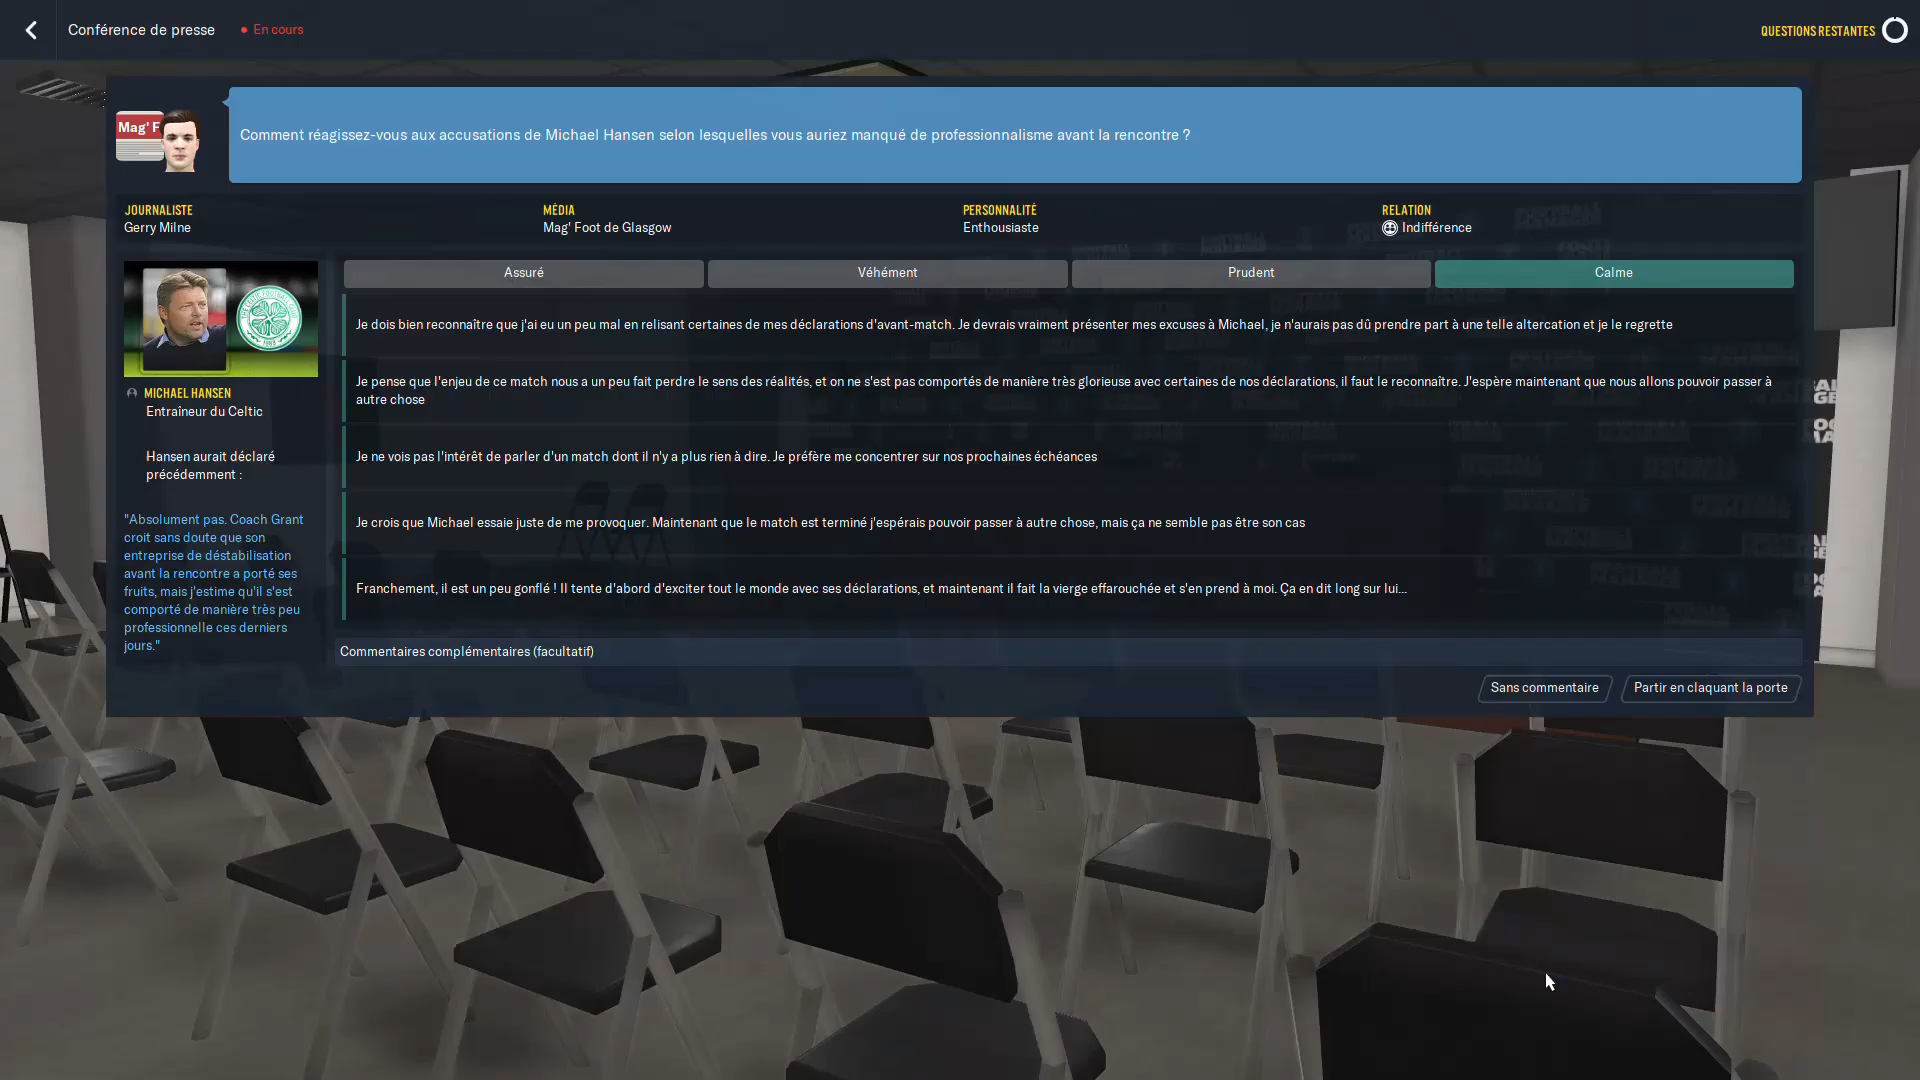 Conférence de presse
En cours
QUESTIONS RESTANTES
Mag' F
Comment réagissez-vous aux accusations de Michael Hansen selon lesquelles vous auriez manqué de professionnalisme avant la rencontre ?
JOURNALISTE
Gerry Milne
MÉDIA
Mag' Foot de Glasgow
PERSONNALITÉ
Enthousiaste
RELATION
Indifférence
Assuré
Véhément
Prudent
Calme
MICHAEL HANSEN
Entraîneur du Celtic
Hansen aurait déclaré
précédemment :
"Absolument pas. Coach Grant
croit sans doute que son
entreprise de déstabilisation
avant la rencontre a porté ses
fruits, mais j'estime qu'il s'est
comporté de manière très peu
professionnelle ces derniers
jours."
Je dois bien reconnaître que j'ai eu un peu mal en relisant certaines de mes déclarations d'avant-match. Je devrais vraiment présenter mes excuses à Michael, je n'aurais pas dû prendre part à une telle altercation et je le regrette
Je pense que l'enjeu de ce match nous a un peu fait perdre le sens des réalités, et on ne s'est pas comportés de manière très glorieuse avec certaines de nos déclarations, il faut le reconnaître. J'espère maintenant que nous allons pouvoir passer à
autre chose
Je ne vois pas l'intérêt de parler d'un match dont il n'y a plus rien à dire. Je préfère me concentrer sur nos prochaines échéances
Je crois que Michael essaie juste de me provoquer. Maintenant que le match est terminé j'espérais pouvoir passer à autre chose, mais ça ne semble pas être son cas
Franchement, il est un peu gonflé ! Il tente d'abord d'exciter tout le monde avec ses déclarations, et maintenant il fait la vierge effarouchée et s'en prend à moi. Ça en dit long sur lui...
Commentaires complémentaires (facultatif)
Sans commentaire
Partir en claquant la porte